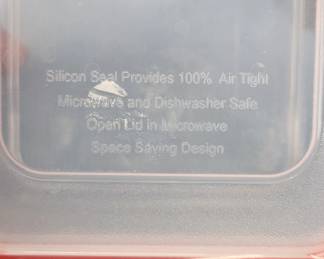 Silicon Seal Provides 100% Air Tight
Microwave and Dishwasher Safe
Open Lid in Microwave
Space Saving Design